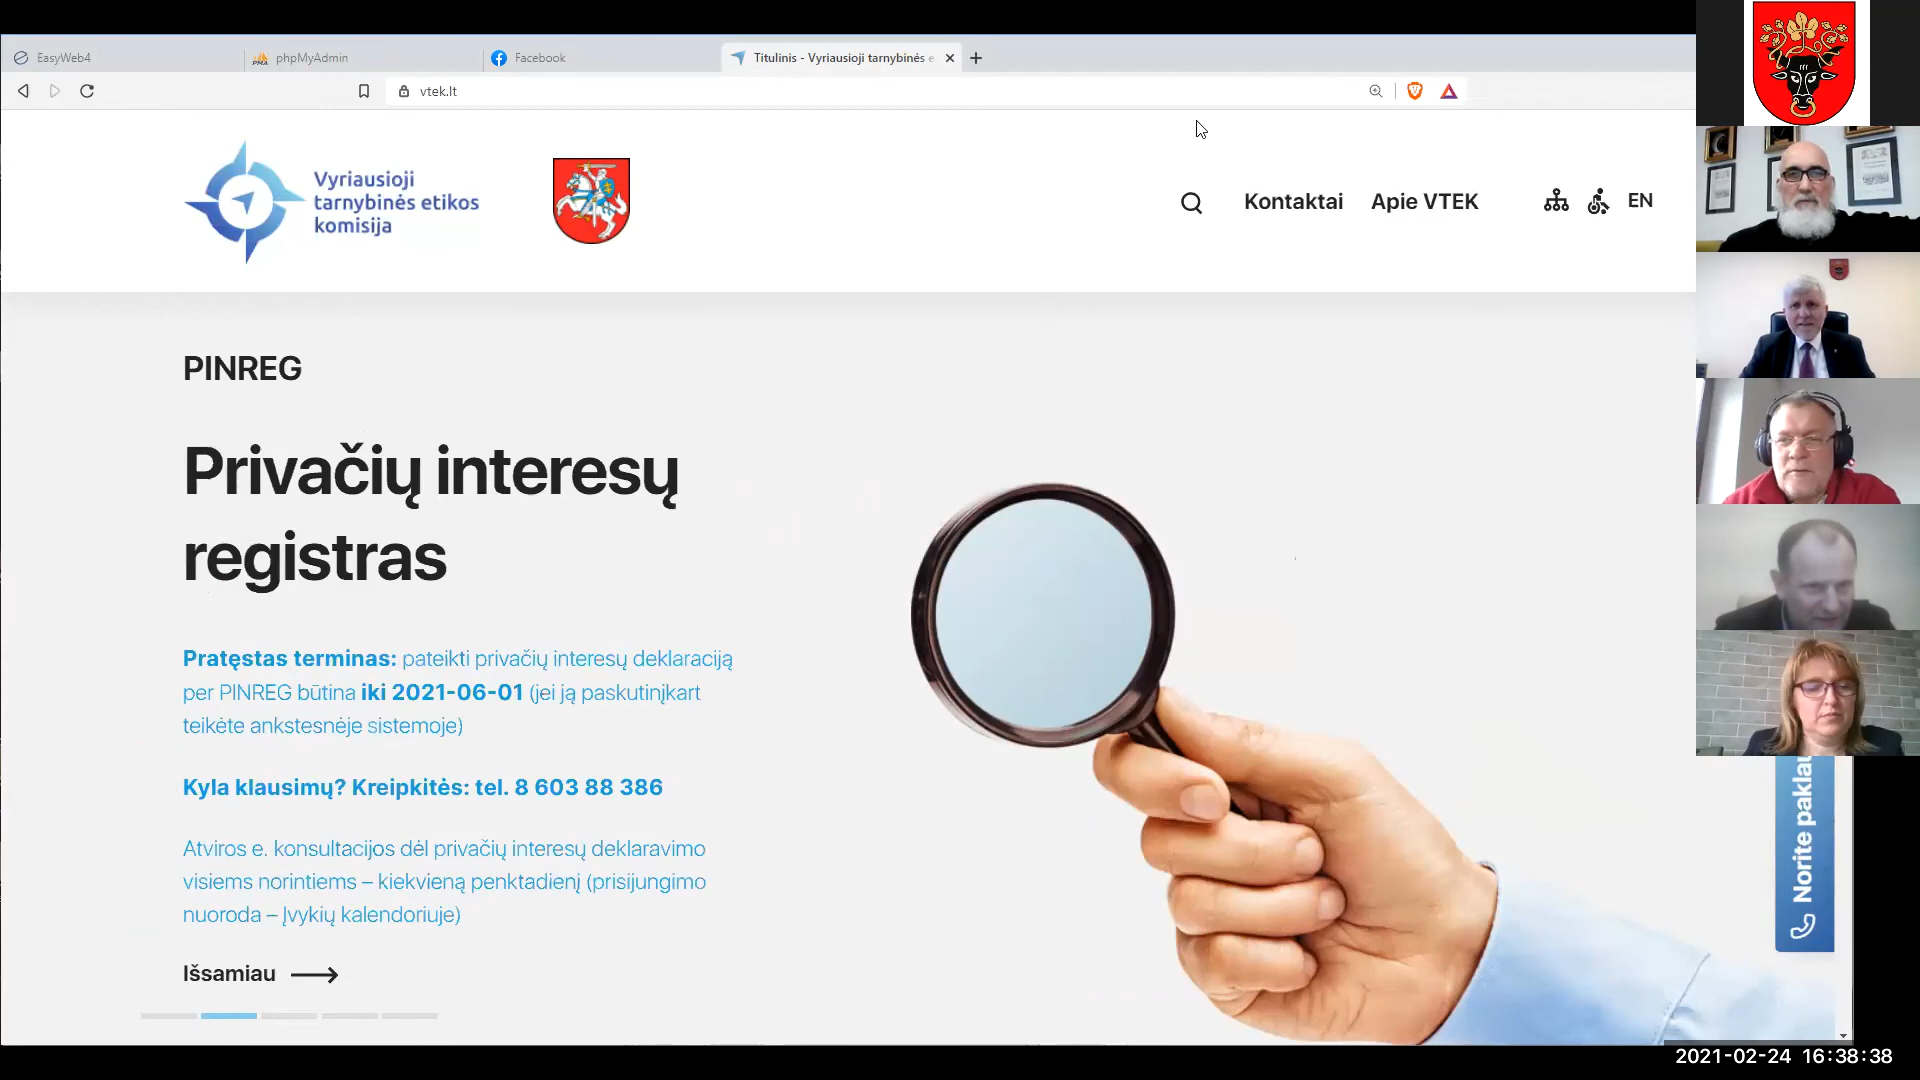 EasyWeb4
phpMyAdmin
Facebook
Titulinis - Vyriausioji tarnybinės e
vtek.lt
Vyriausioji
tarnybinės etikos
komisija
Kontaktai
Apie VTEK
EN
PINREG
Privačių interesų
registras
Pratęstas terminas: pateikti privačių interesų deklaraciją
per PINREG būtina iki 2021-06-01 (jei ją paskutinįkart
teikėte ankstesnėje sistemoje)
Kyla klausimų? Kreipkitės: tel. 8 603 88 386
Atviros e. konsultacijos dėl privačių interesų deklaravimo
visiems norintiems – kiekvieną penktadienį (prisijungimo
nuoroda – Įvykių kalendoriuje)
Išsamiau
Norite paklau
2021-02-24 16:38:38